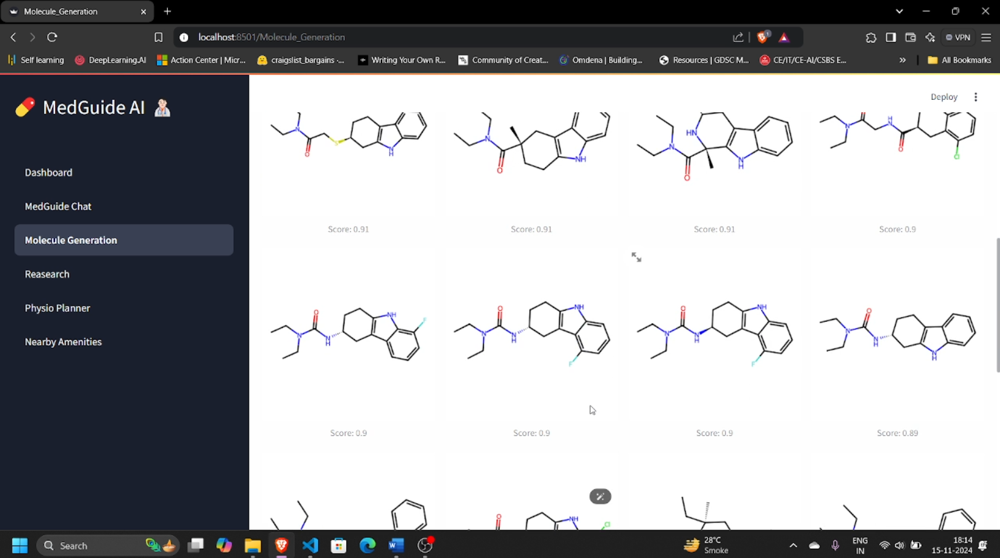 Molecule_Generation
localhost:8501/Molecule_Generation
1
VPN
Self learning
DeepLearning.AI
Action Center | Micr...
craigslist_bargains ·...
Writing Your Own R...
Community of Creat...
Omdena | Building...
Resources | GDSC M...
CE/IT/CE-AI/CSBS E...
All Bookmarks
MedGuide AI
Deploy
Dashboard
MedGuide Chat
Molecule Generation
Reasearch
Physio Planner
Nearby Amenities
N O S N H
N O NH
HN N O N H
N H N O Cl
Score: 0.91
Score: 0.91
Score: 0.91
Score: 0.9
O N N H NH F
O N N H NH F
O N N H NH F
O N N H N H
Score: 0.9
Score: 0.9
Score: 0.9
Score: 0.89
N
O NH Cl
Search
28°C
Smoke
ENG
IN
18:14
15-11-2024